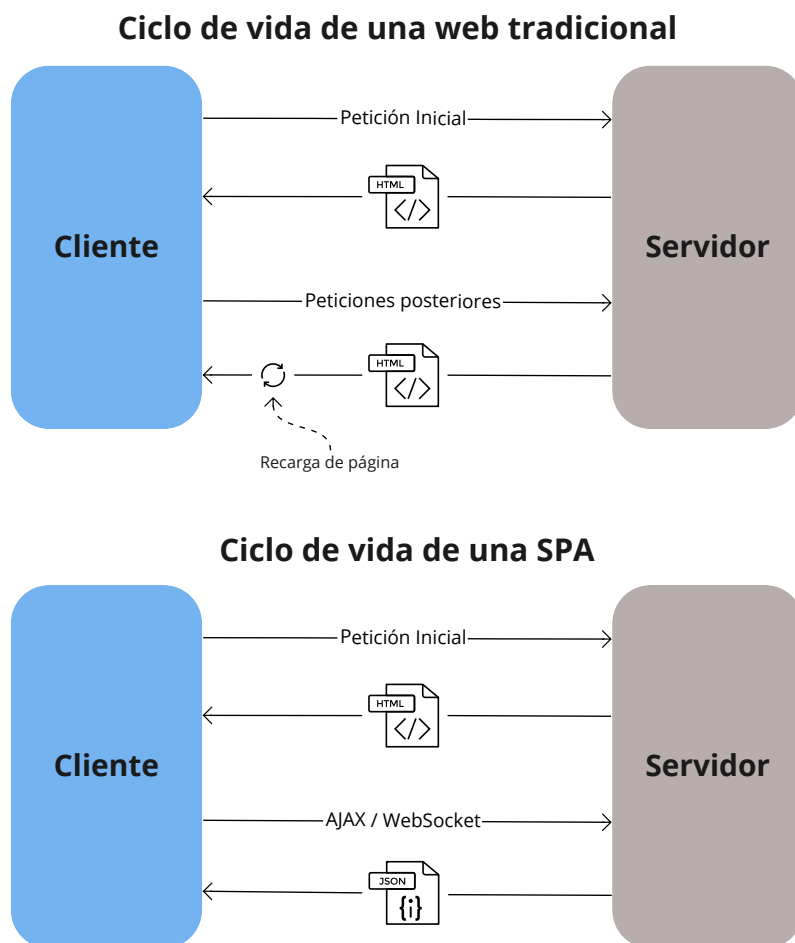 Ciclo de vida de una web tradicional
Petición Inicial
HTML
Cliente
Servidor
Peticiones posteriores
HTML
Recarga de página
Ciclo de vida de una SPA
Petición Inicial
HTML
Cliente
Servidor
AJAX / WebSocket
JSON
{i}